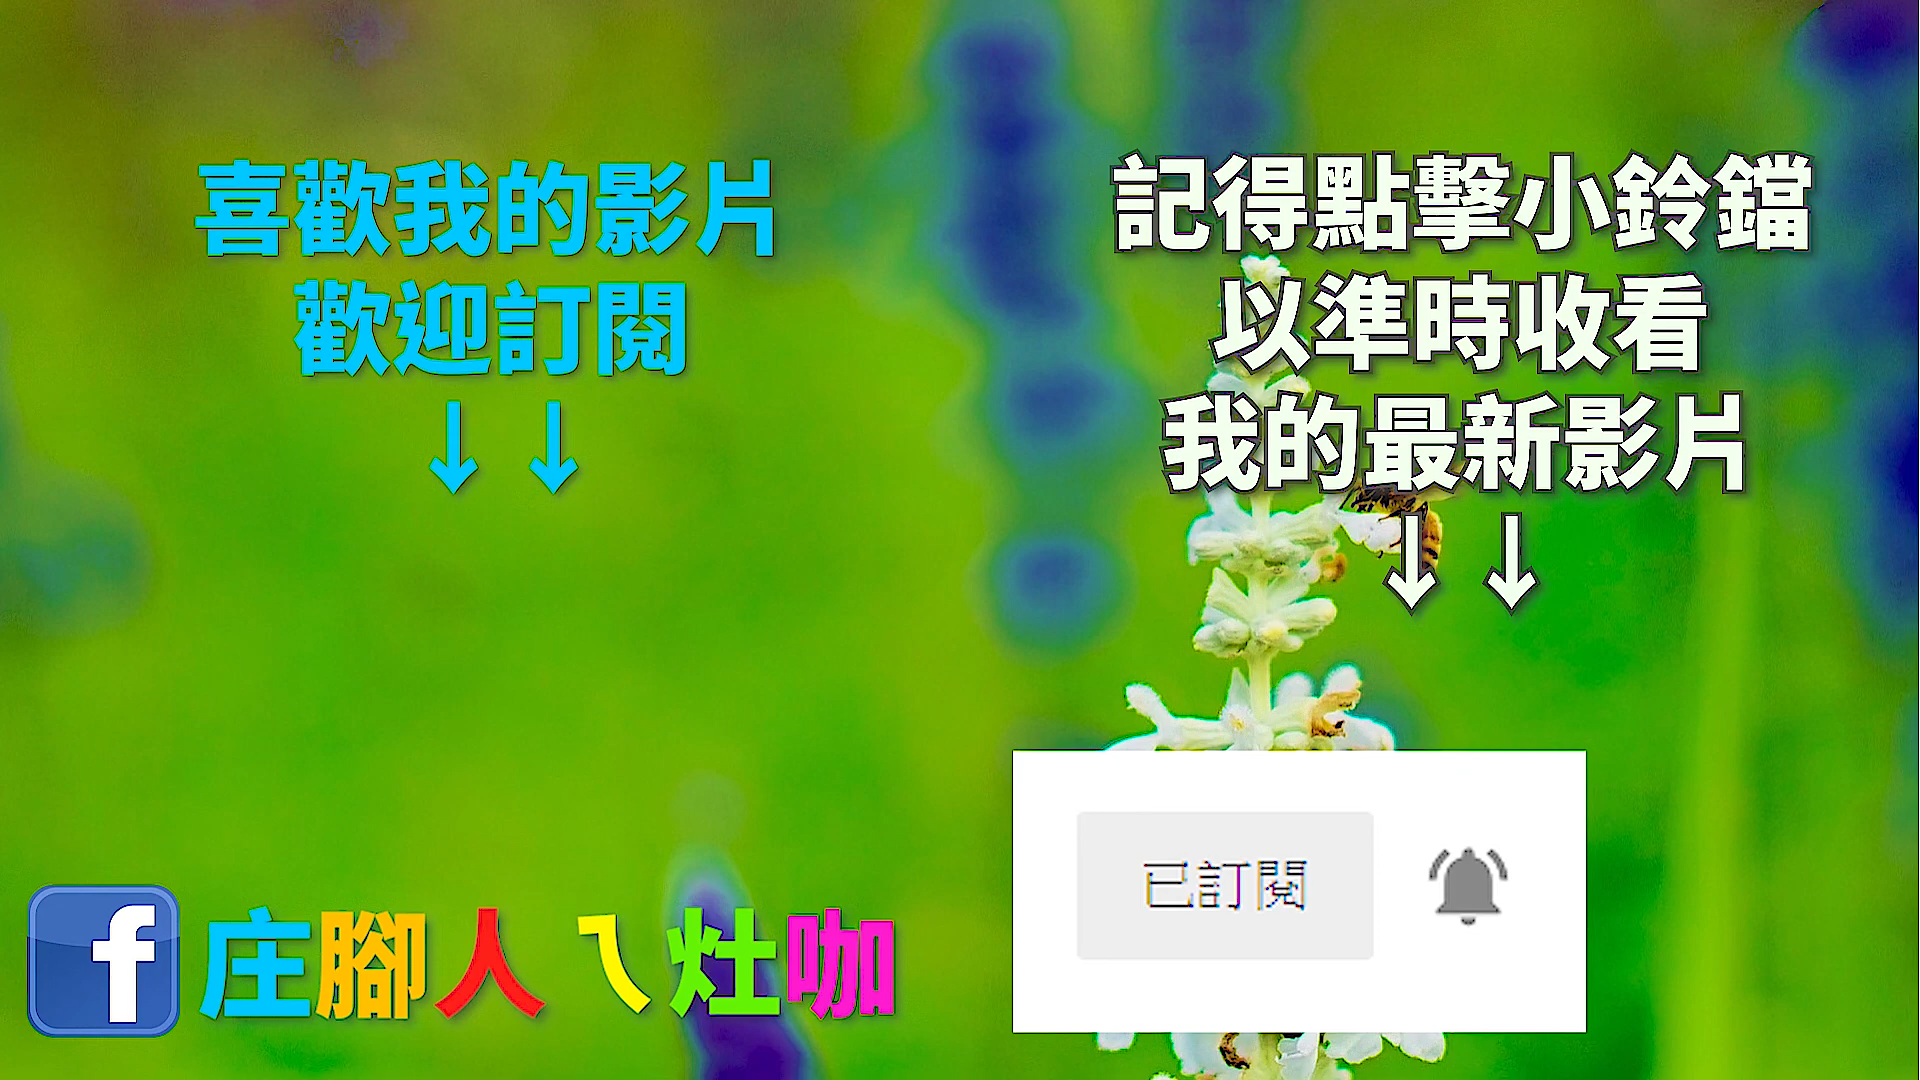 喜歡我的影片
歡迎訂閱
↓ ↓
記得點擊小鈴鐺
以準時收看
我的最新影片
↓ ↓
已訂閱
f 庄腳人ㄟ灶咖